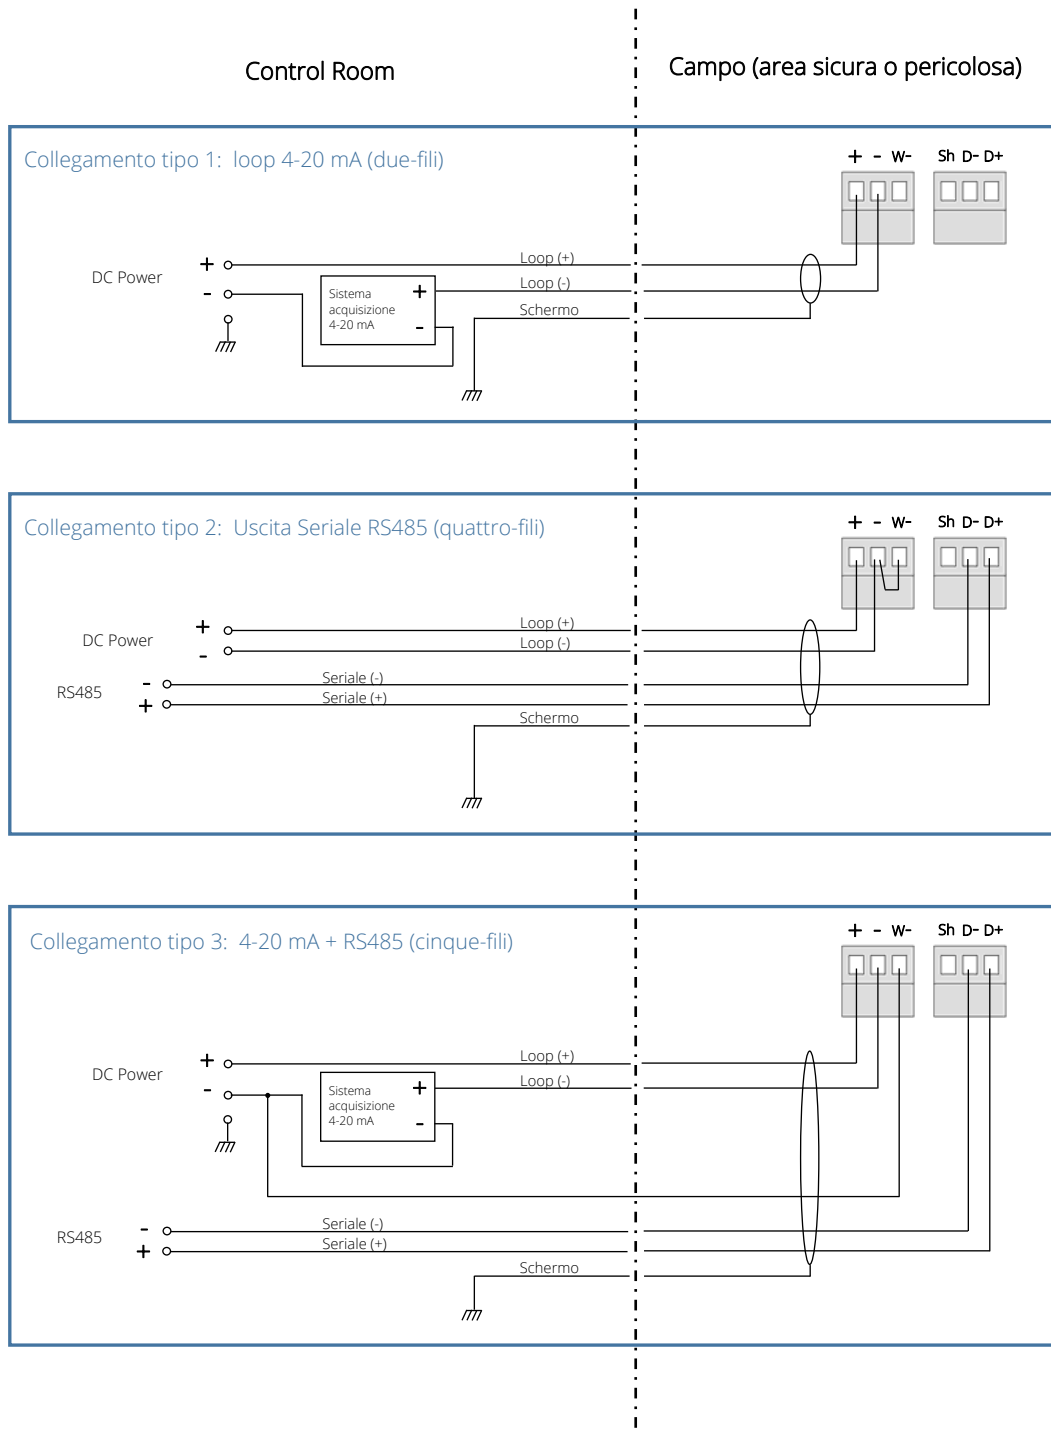 Control Room
Campo (area sicura o pericolosa)
Collegamento tipo 1: loop 4-20 mA (due-fili)
+ - W-
Sh D- D+
DC Power
+
-
Sistema
acquisizione
4-20 mA
+
-
Loop (+)
Loop (-)
Schermo
Collegamento tipo 2: Uscita Seriale RS485 (quattro-fili)
+ - W-
Sh D- D+
DC Power
+
-
Loop (+)
Loop (-)
RS485
-
+
Seriale (-)
Seriale (+)
Schermo
Collegamento tipo 3: 4-20 mA + RS485 (cinque-fili)
+ - W-
Sh D- D+
DC Power
+
-
Sistema
acquisizione
4-20 mA
+
-
Loop (+)
Loop (-)
RS485
-
+
Seriale (-)
Seriale (+)
Schermo